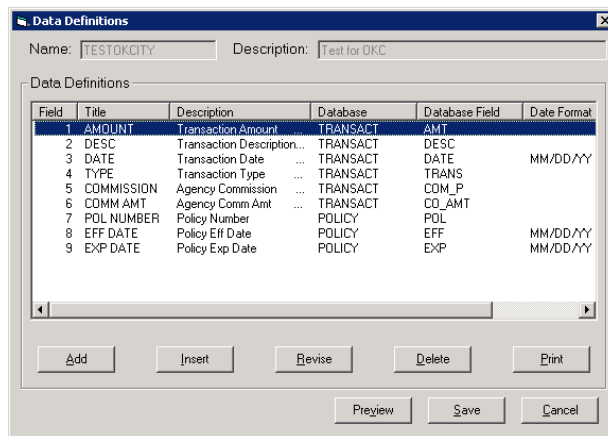 Data Definitions
Name: TESTOKCITY Description: Test for OKC
Data Definitions
Field Title Description Database Database Field Date Format
1 AMOUNT Transaction Amount ... TRANSACT AMT
2 DESC Transaction Description... TRANSACT DESC
3 DATE Transaction Date ... TRANSACT DATE MM/DD/YY
4 TYPE Transaction Type ... TRANSACT TRANS
5 COMMISSION Agency Commission ... TRANSACT COM_P
6 COMM AMT Agency Comm Amt ... TRANSACT CO_AMT
7 POL NUMBER Policy Number POLICY POL
8 EFF DATE Policy Eff Date POLICY EFF MM/DD/YY
9 EXP DATE Policy Exp Date POLICY EXP MM/DD/YY
Add Insert Revise Delete Print
Preview Save Cancel